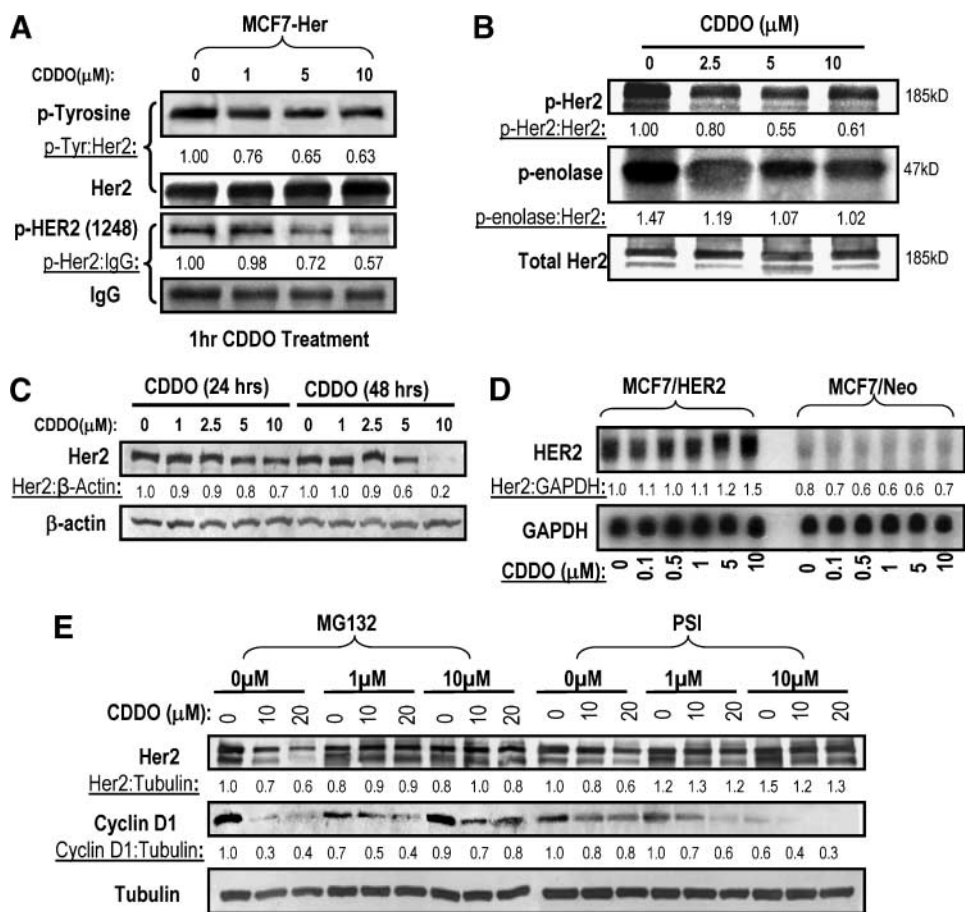 A
MCF7-Her
CDDO(μM): 0 1 5 10
p-Tyrosine
p-Tyr:Her2: 1.00 0.76 0.65 0.63
Her2
p-HER2 (1248)
p-Her2:IgG: 1.00 0.98 0.72 0.57
IgG
1hr CDDO Treatment
B
CDDO (μM)
0 2.5 5 10
p-Her2 185kD
p-Her2:Her2: 1.00 0.80 0.55 0.61
p-enolase 47kD
p-enolase:Her2: 1.47 1.19 1.07 1.02
Total Her2 185kD
C
CDDO (24 hrs) CDDO (48 hrs)
CDDO(μM): 0 1 2.5 5 10 0 1 2.5 5 10
Her2
Her2:β-Actin: 1.0 0.9 0.9 0.8 0.7 1.0 1.0 0.9 0.6 0.2
β-actin
D
MCF7/HER2 MCF7/Neo
HER2
Her2:GAPDH: 1.0 1.1 1.0 1.1 1.2 1.5 0.8 0.7 0.6 0.6 0.6 0.7
GAPDH
CDDO (μM): 0 0.1 0.5 1 5 10 0 0.1 0.5 1 5 10
E
MG132 PSI
0μM 1μM 10μM 0μM 1μM 10μM
CDDO (μM): 0 10 20 0 10 20 0 10 20 0 10 20 0 10 20 0 10 20
Her2
Her2:Tubulin: 1.0 0.7 0.6 0.8 0.9 0.9 0.8 1.0 0.8 1.0 0.8 0.6 1.2 1.3 1.2 1.5 1.2 1.3
Cyclin D1
Cyclin D1:Tubulin: 1.0 0.3 0.4 0.7 0.5 0.4 0.9 0.7 0.8 1.0 0.8 0.8 1.0 0.7 0.6 0.6 0.4 0.3
Tubulin